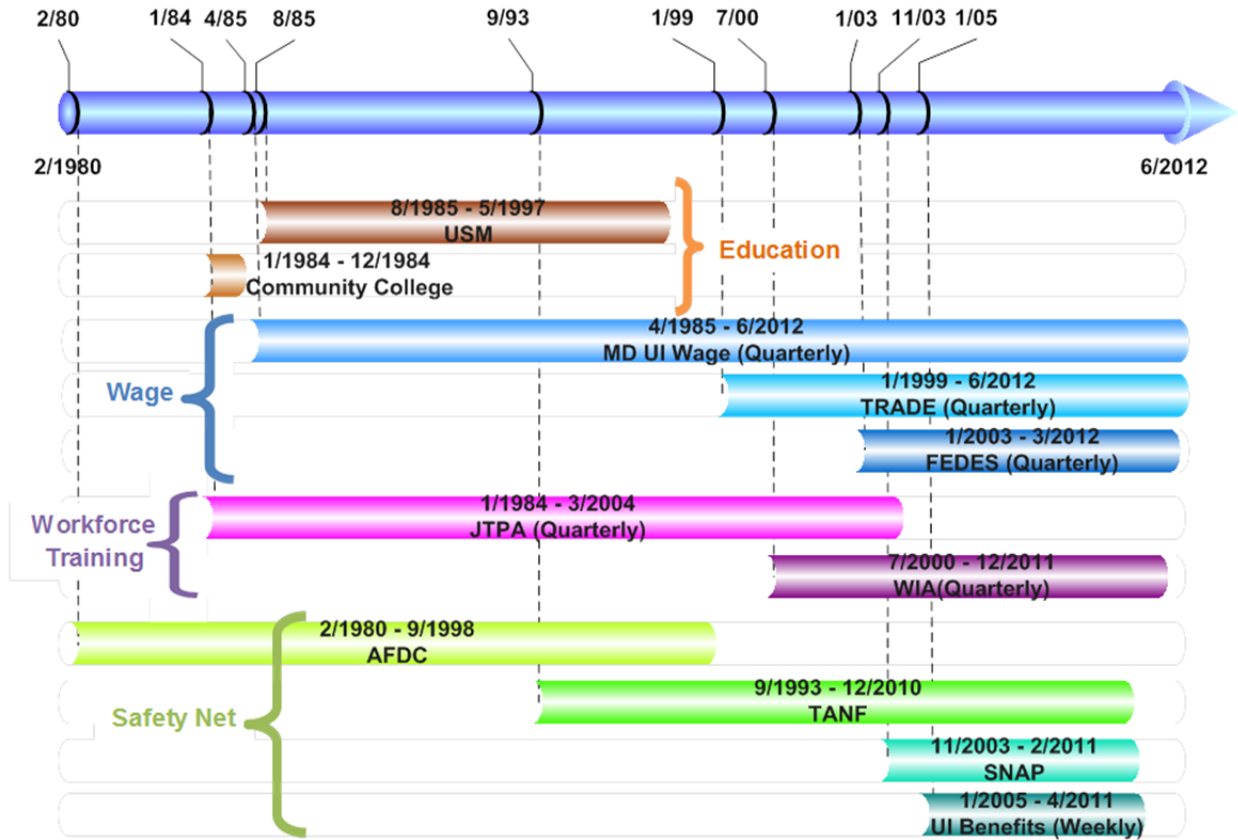 2/80
1/84
4/85
8/85
9/93
1/99
7/00
1/03
11/03
1/05
2/1980
6/2012
8/1985 - 5/1997
USM
Education
1/1984 - 12/1984
Community College
4/1985 - 6/2012
MD UI Wage (Quarterly)
Wage
1/1999 - 6/2012
TRADE (Quarterly)
1/2003 - 3/2012
FEDES (Quarterly)
Workforce
Training
1/1984 - 3/2004
JTPA (Quarterly)
7/2000 - 12/2011
WIA(Quarterly)
2/1980 - 9/1998
AFDC
Safety Net
9/1993 - 12/2010
TANF
11/2003 - 2/2011
SNAP
1/2005 - 4/2011
UI Benefits (Weekly)